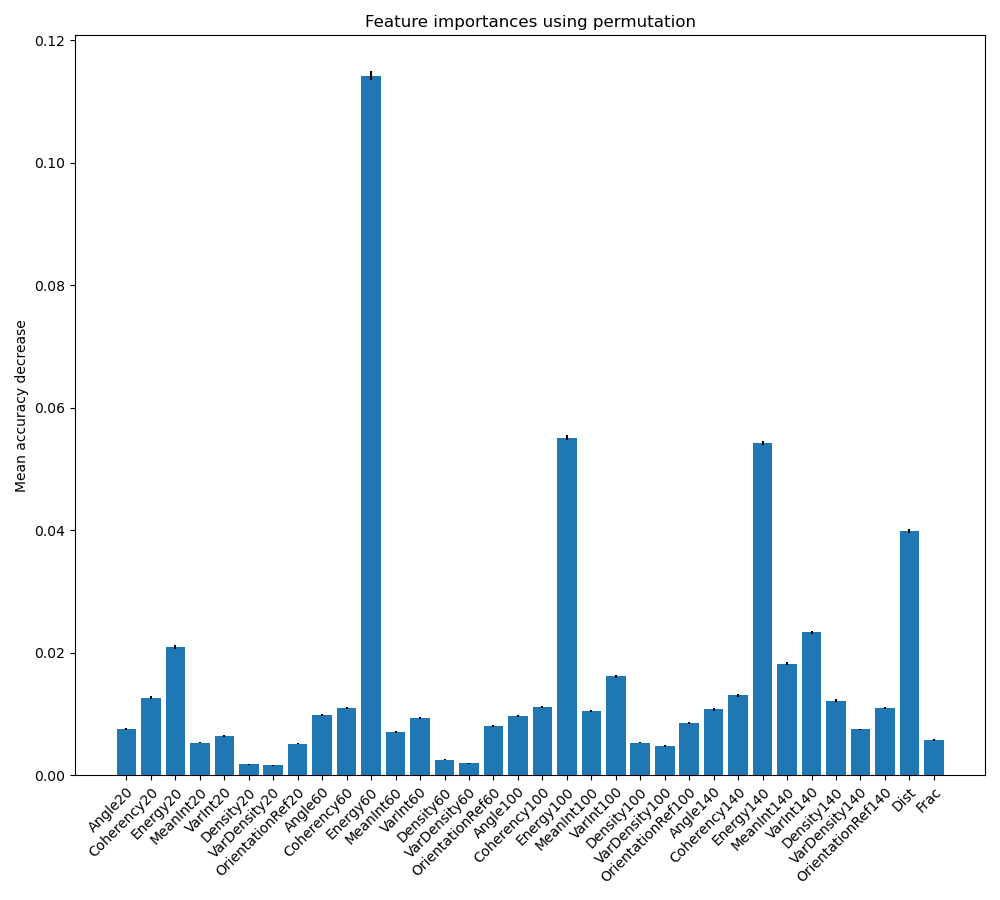 Feature importances using permutation
Mean accuracy decrease
0.12
0.10
0.08
0.06
0.04
0.02
0.00
Angle20
Coherency20
Energy20
MeanInt20
VarInt20
Density20
VarDensity20
OrientationRef20
Angle60
Coherency60
Energy60
MeanInt60
VarInt60
Density60
VarDensity60
OrientationRef60
Angle100
Coherency100
Energy100
MeanInt100
VarInt100
Density100
VarDensity100
OrientationRef100
Angle140
Coherency140
Energy140
MeanInt140
VarInt140
Density140
VarDensity140
OrientationRef140
Dist
Frac